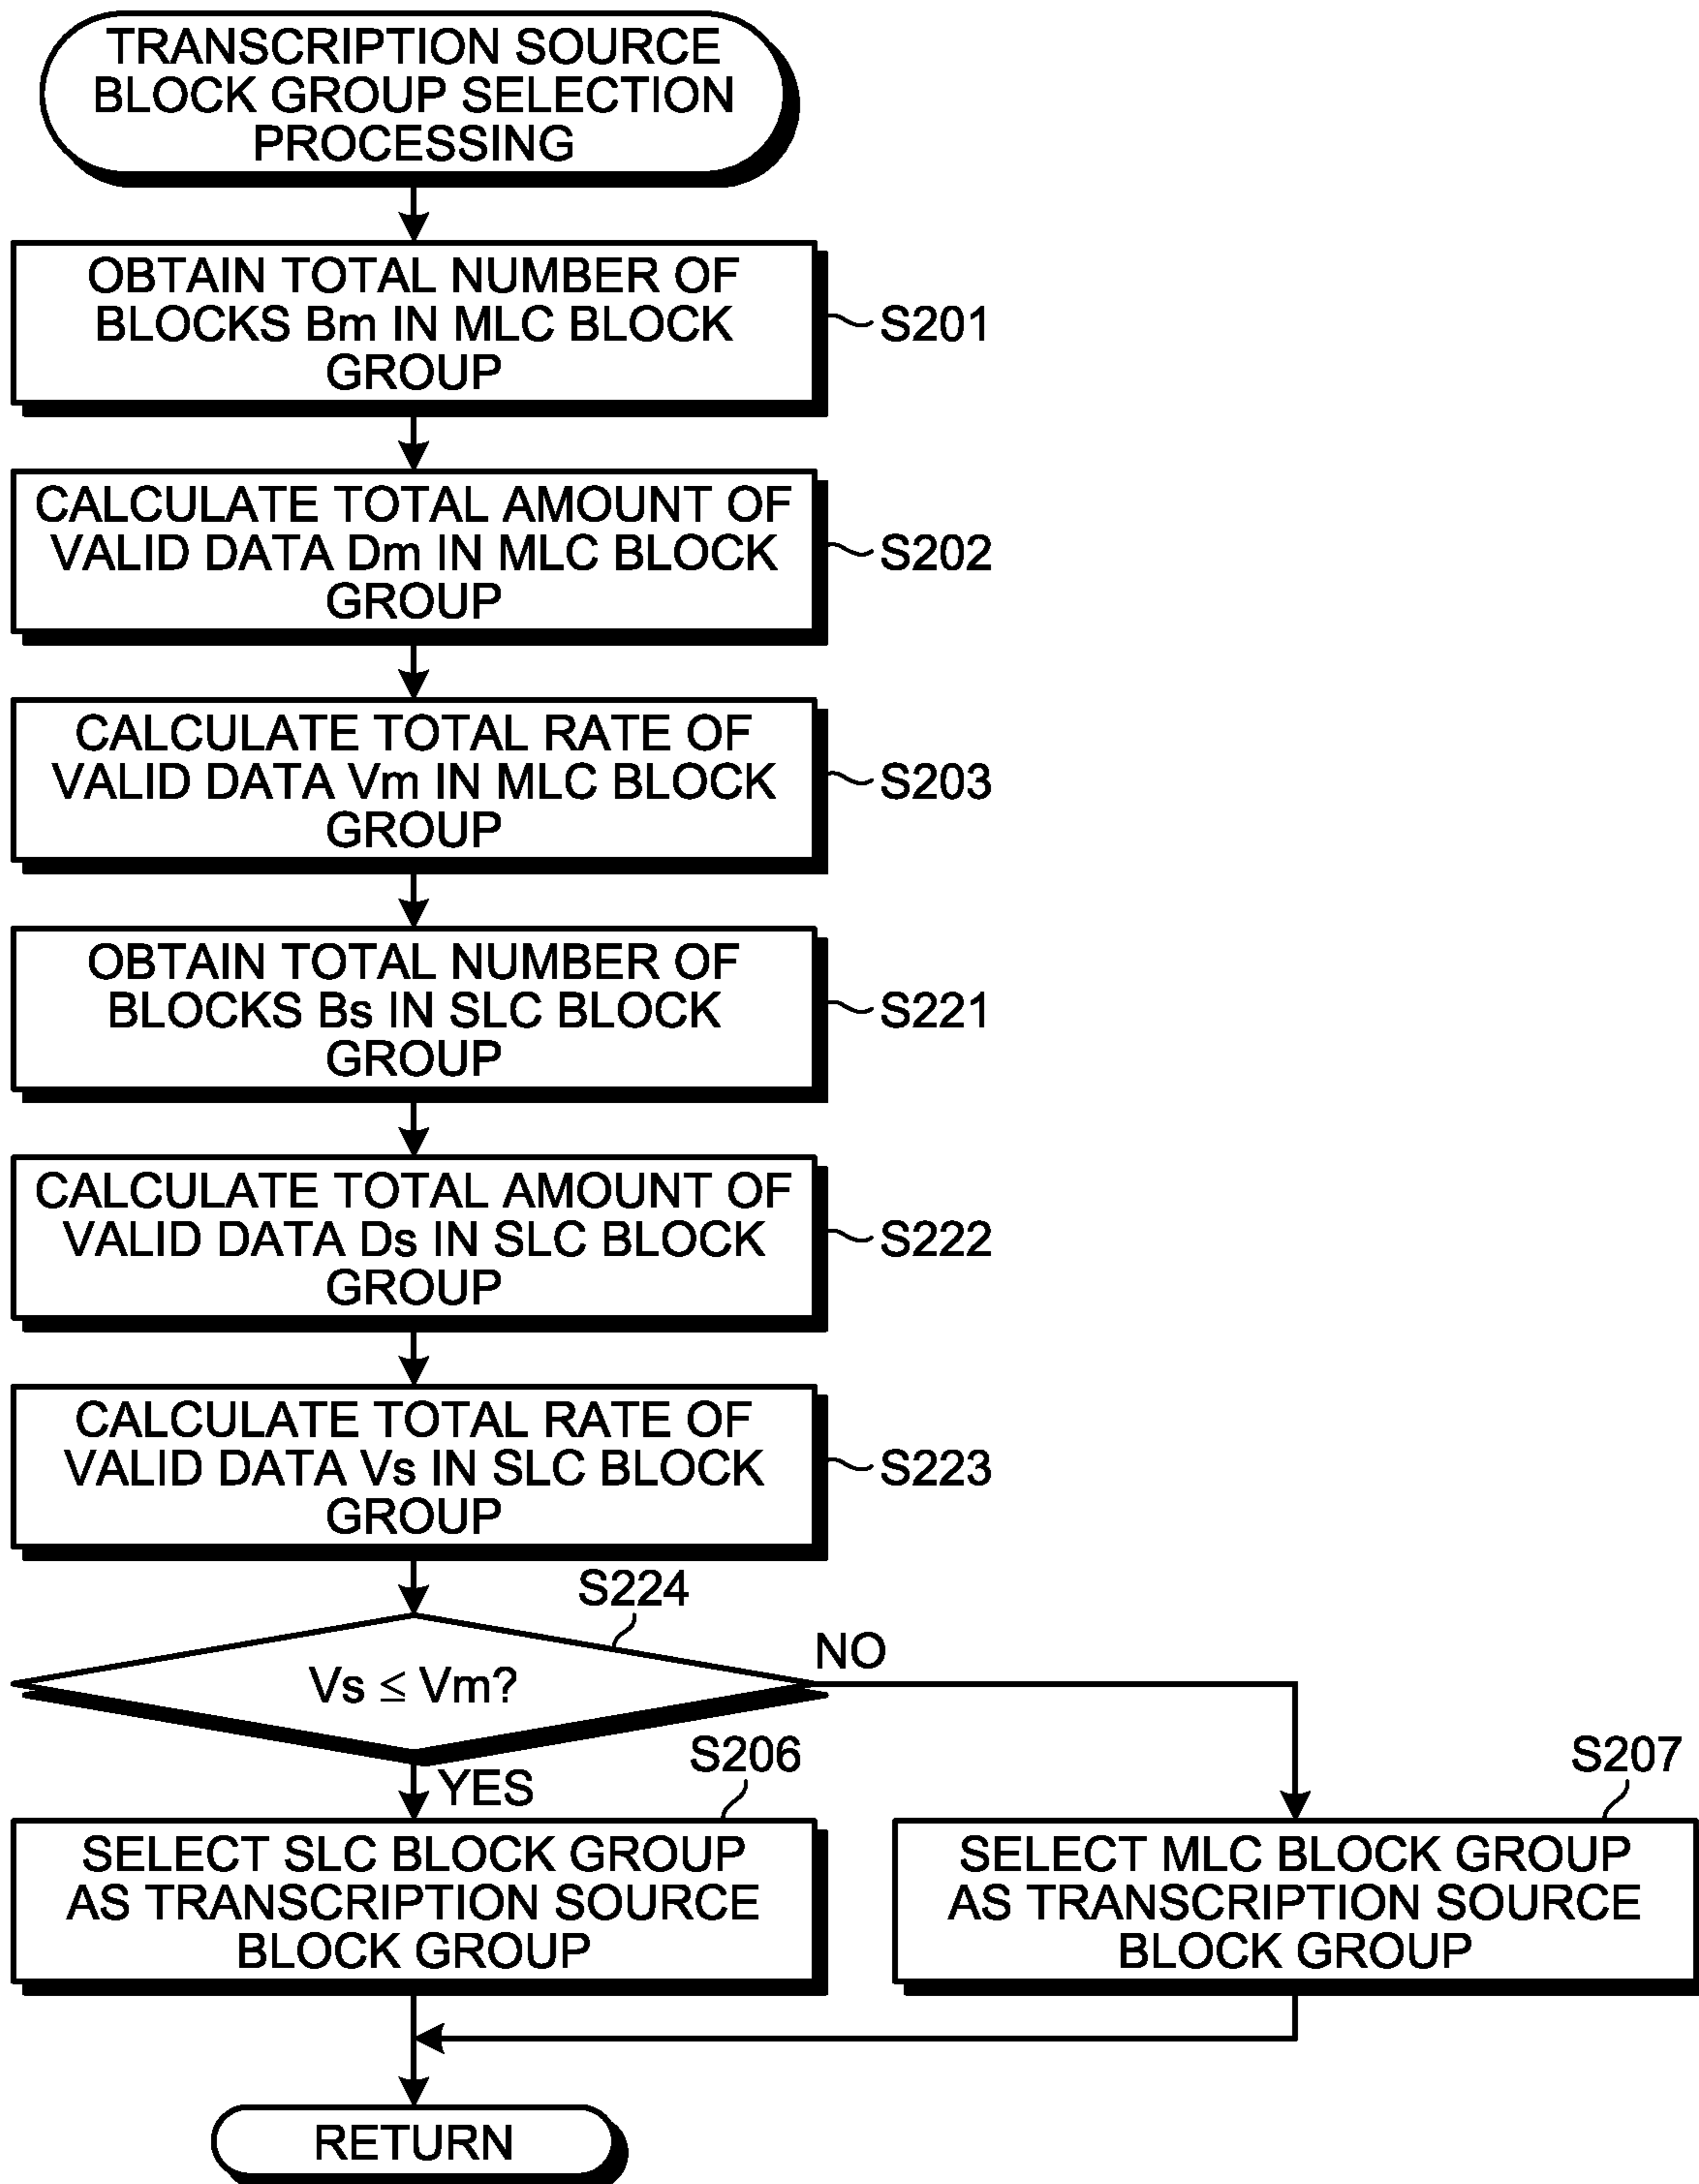 TRANSCRIPTION SOURCE
BLOCK GROUP SELECTION
PROCESSING
OBTAIN TOTAL NUMBER OF
BLOCKS Bm IN MLC BLOCK
GROUP
S201
CALCULATE TOTAL AMOUNT OF
VALID DATA Dm IN MLC BLOCK
GROUP
S202
CALCULATE TOTAL RATE OF
VALID DATA Vm IN MLC BLOCK
GROUP
S203
OBTAIN TOTAL NUMBER OF
BLOCKS Bs IN SLC BLOCK
GROUP
S221
CALCULATE TOTAL AMOUNT OF
VALID DATA Ds IN SLC BLOCK
GROUP
S222
CALCULATE TOTAL RATE OF
VALID DATA Vs IN SLC BLOCK
GROUP
S223
S224
Vs ≤ Vm?
NO
YES
S206
SELECT SLC BLOCK GROUP
AS TRANSCRIPTION SOURCE
BLOCK GROUP
S207
SELECT MLC BLOCK GROUP
AS TRANSCRIPTION SOURCE
BLOCK GROUP
RETURN